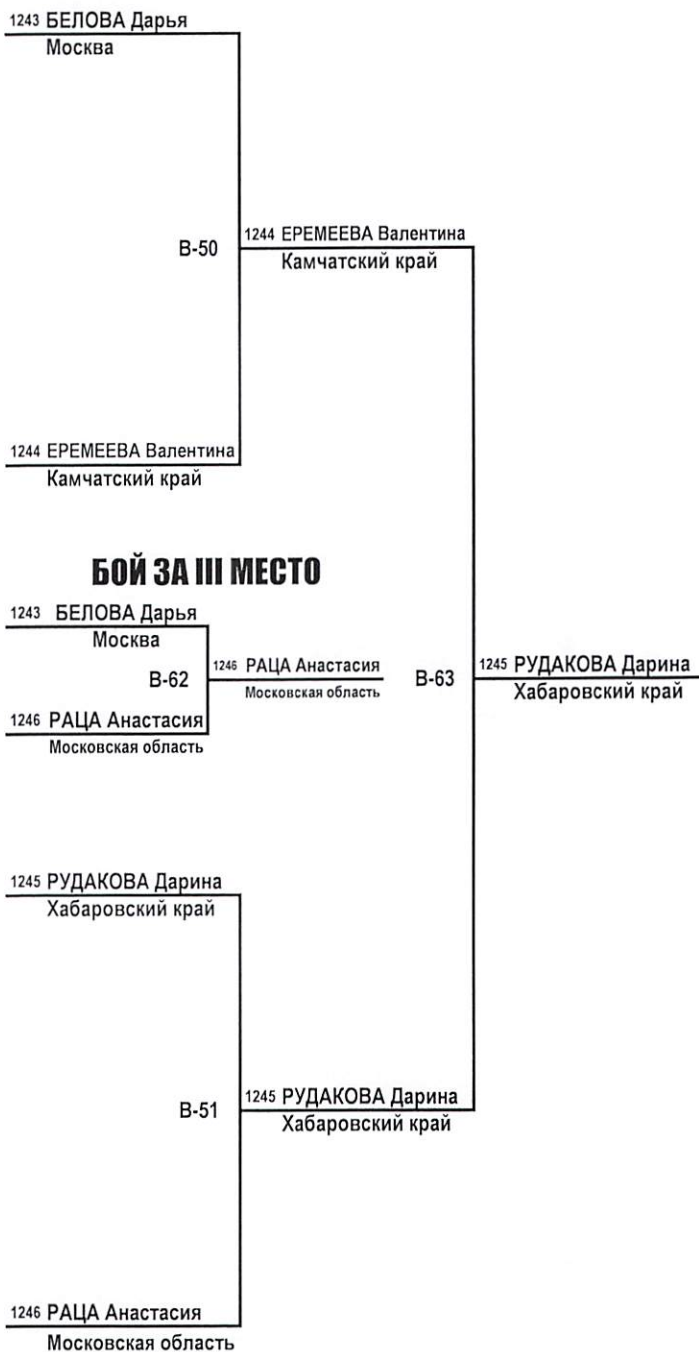 1243 БЕЛОВА Дарья
Москва
B-50
1244 ЕРЕМЕЕВА Валентина
Камчатский край
1244 ЕРЕМЕЕВА Валентина
Камчатский край
БОЙ ЗА III МЕСТО
1243 БЕЛОВА Дарья
Москва
B-62
1246 РАЦА Анастасия
Московская область
1246 РАЦА Анастасия
Московская область
B-63
1245 РУДАКОВА Дарина
Хабаровский край
1245 РУДАКОВА Дарина
Хабаровский край
B-51
1245 РУДАКОВА Дарина
Хабаровский край
1246 РАЦА Анастасия
Московская область